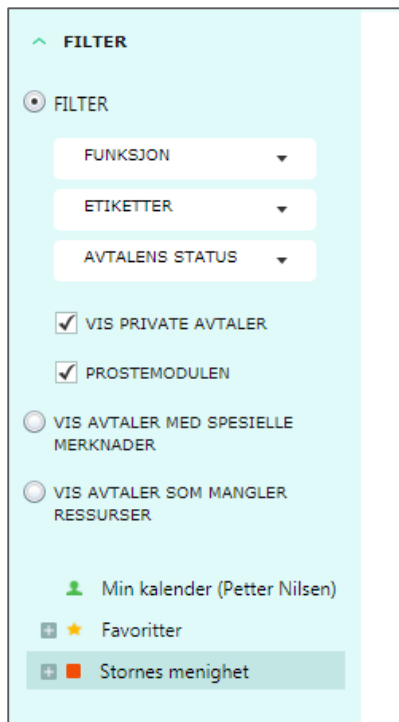 FILTER
FILTER
FUNKSJON
ETIKETTER
AVTALENS STATUS
VIS PRIVATE AVTALER
PROSTEMODULEN
VIS AVTALER MED SPESIELLE
MERKNADER
VIS AVTALER SOM MANGLER
RESSURSER
Min kalender (Petter Nilsen)
Favoritter
Stornes menighet